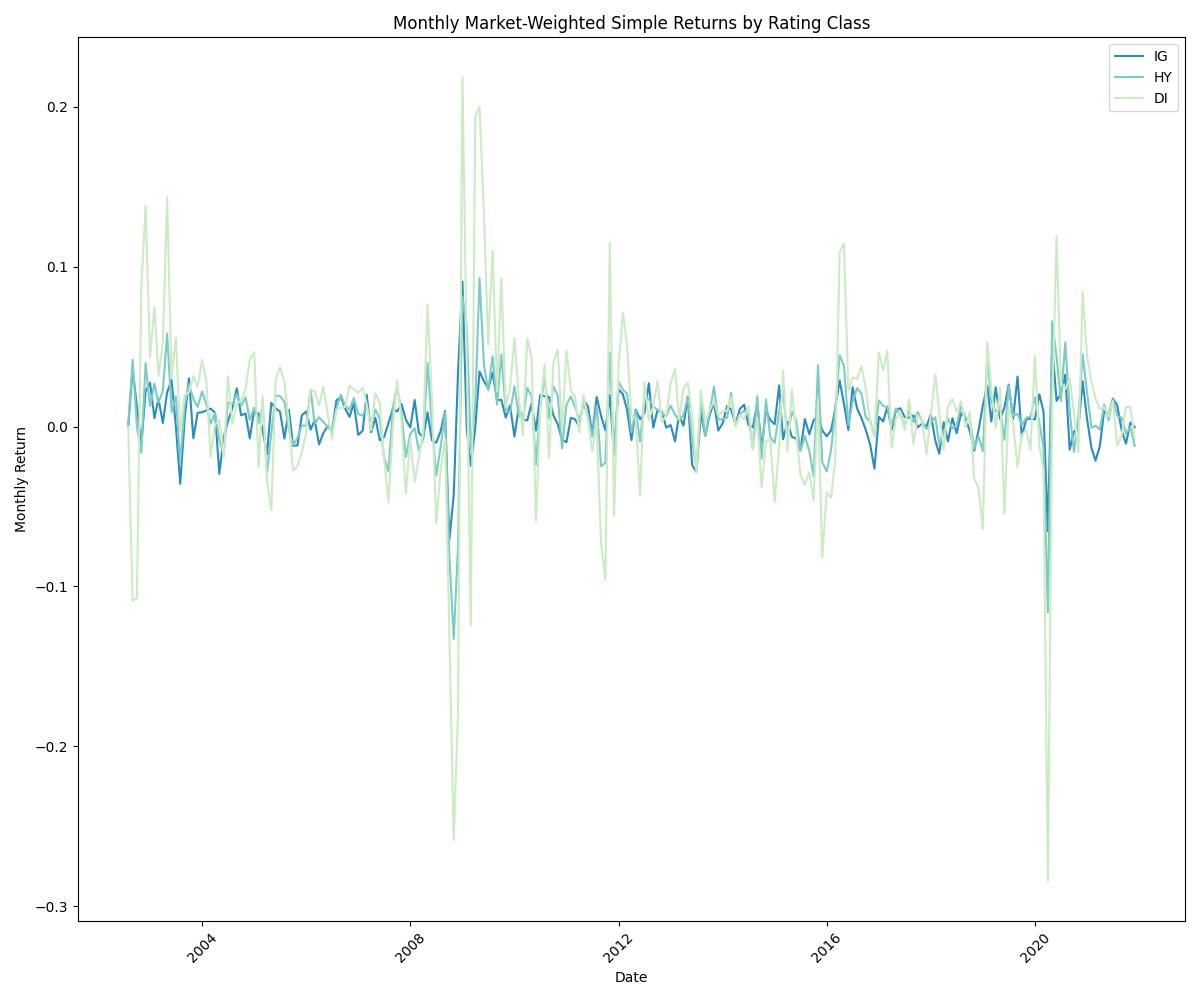 Monthly Market-Weighted Simple Returns by Rating Class
IG
HY
DI
0.2
0.1
0.0
−0.1
−0.2
−0.3
Monthly Return
2004
2008
2012
2016
2020
Date